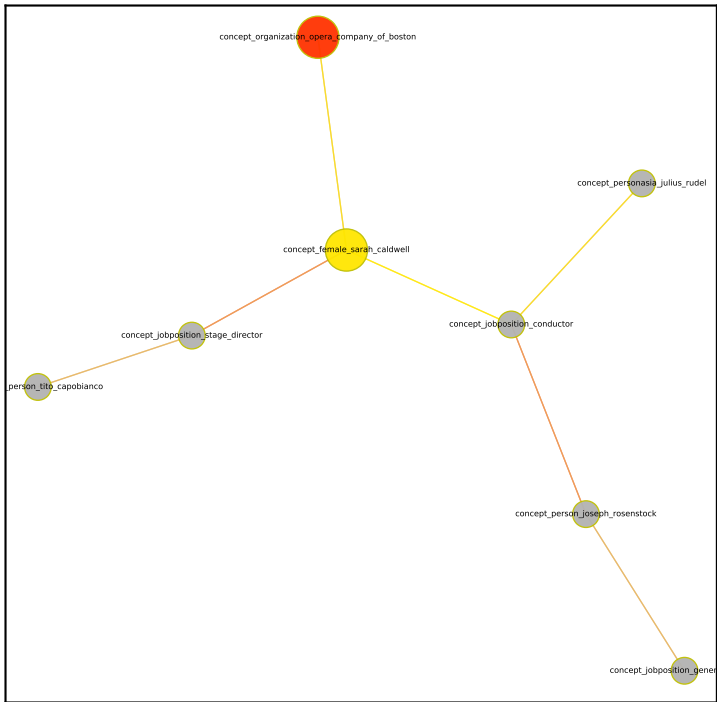 concept_organization_opera_company_of_boston
concept_personasia_julius_rudel
concept_female_sarah_caldwell
concept_jobposition_conductor
concept_jobposition_stage_director
_person_tito_capobianco
concept_person_joseph_rosenstock
concept_jobposition_gener